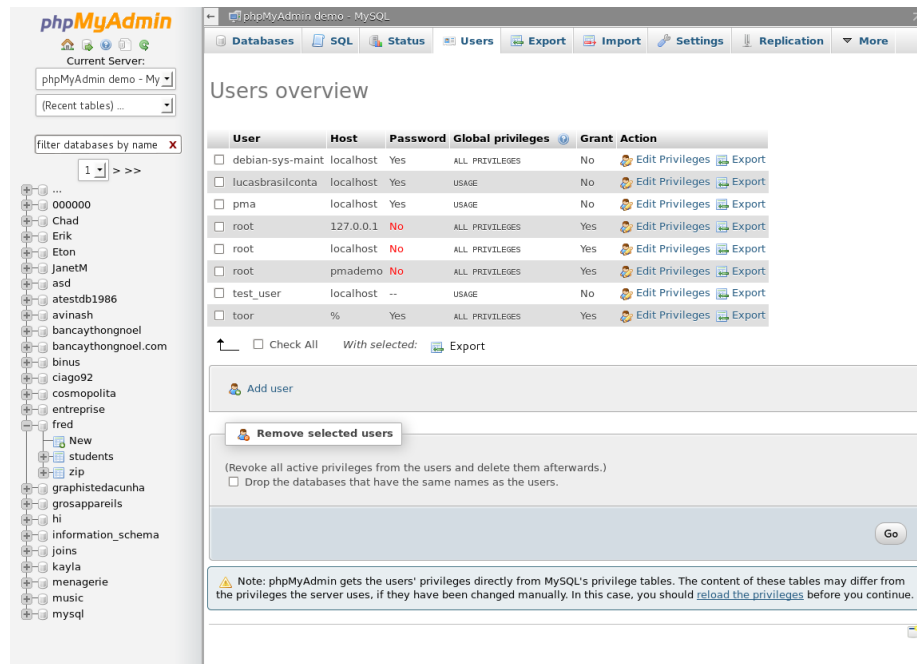 phpMyAdmin
Current Server:
phpMyAdmin demo - My
(Recent tables) ...
filter databases by name X
1 > >>
...
000000
Chad
Erik
Eton
JanetM
asd
atestdb1986
avinash
bancaythongnoel
bancaythongnoel.com
binus
ciago92
cosmopolita
entreprise
fred
New
students
zip
graphistedacunha
grosappareils
hi
information_schema
joins
kayla
menagerie
music
mysql
phpMyAdmin demo - MySQL
Databases SQL Status Users Export Import Settings Replication More
Users overview
User Host Password Global privileges Grant Action
debian-sys-maint localhost Yes ALL PRIVILEGES No Edit Privileges Export
lucasbrasilconta localhost Yes USAGE No Edit Privileges Export
pma localhost Yes USAGE No Edit Privileges Export
root 127.0.0.1 No ALL PRIVILEGES Yes Edit Privileges Export
root localhost No ALL PRIVILEGES Yes Edit Privileges Export
root pmademo No ALL PRIVILEGES Yes Edit Privileges Export
test_user localhost -- USAGE No Edit Privileges Export
toor % Yes ALL PRIVILEGES Yes Edit Privileges Export
Check All With selected: Export
Add user
Remove selected users
(Revoke all active privileges from the users and delete them afterwards.)
Drop the databases that have the same names as the users.
Go
Note: phpMyAdmin gets the users' privileges directly from MySQL's privilege tables. The content of these tables may differ from
the privileges the server uses, if they have been changed manually. In this case, you should reload the privileges before you continue.